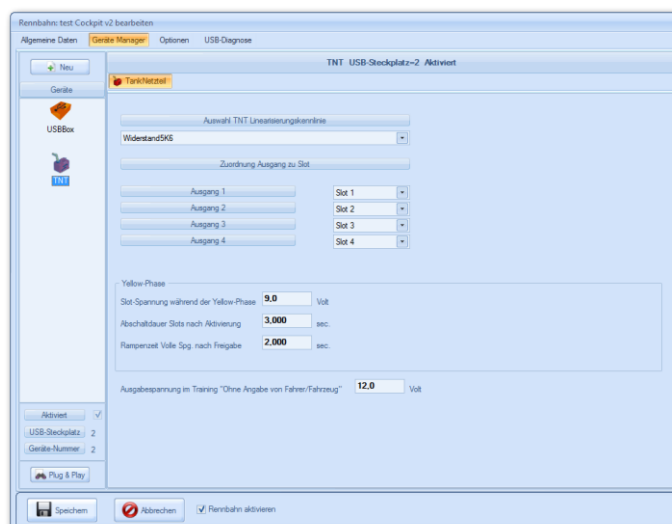 Rennbahn: test Cockpit v2 bearbeiten
Allgemeine Daten Geräte Manager Optionen USB-Diagnose
Neu
Geräte
USBBox
TNT
TNT USB-Steckplatz=2 Aktiviert
TankNetzteil
Auswahl TNT Linearisierungskennlinie
Widerstand5K6
Zuordnung Ausgang zu Slot
Ausgang 1 Slot 1
Ausgang 2 Slot 2
Ausgang 3 Slot 3
Ausgang 4 Slot 4
Yellow-Phase
Slot-Spannung während der Yellow-Phase 9,0 Volt
Abschaltdauer Slots nach Aktivierung 3,000 sec.
Rampenzeit Volle Spg. nach Freigabe 2,000 sec.
Ausgabespannung im Training "Ohne Angabe von Fahrer/Fahrzeug" 12,0 Volt
Aktiviert
USB-Steckplatz 2
Geräte-Nummer 2
Plug & Play
Speichern Abbrechen Rennbahn aktivieren